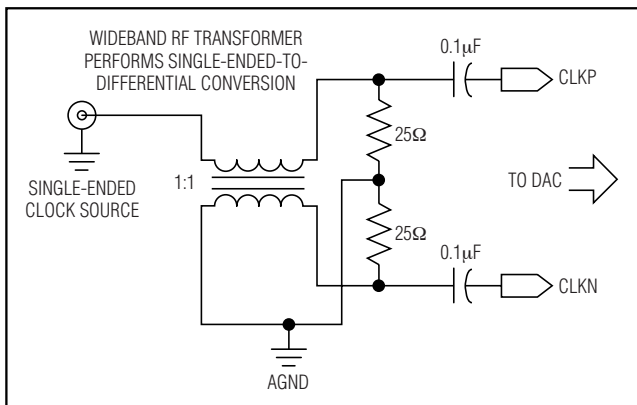 WIDEBAND RF TRANSFORMER
PERFORMS SINGLE-ENDED-TO-
DIFFERENTIAL CONVERSION
0.1μF
CLKP
25Ω
SINGLE-ENDED
CLOCK SOURCE
1:1
TO DAC
25Ω
0.1μF
CLKN
AGND